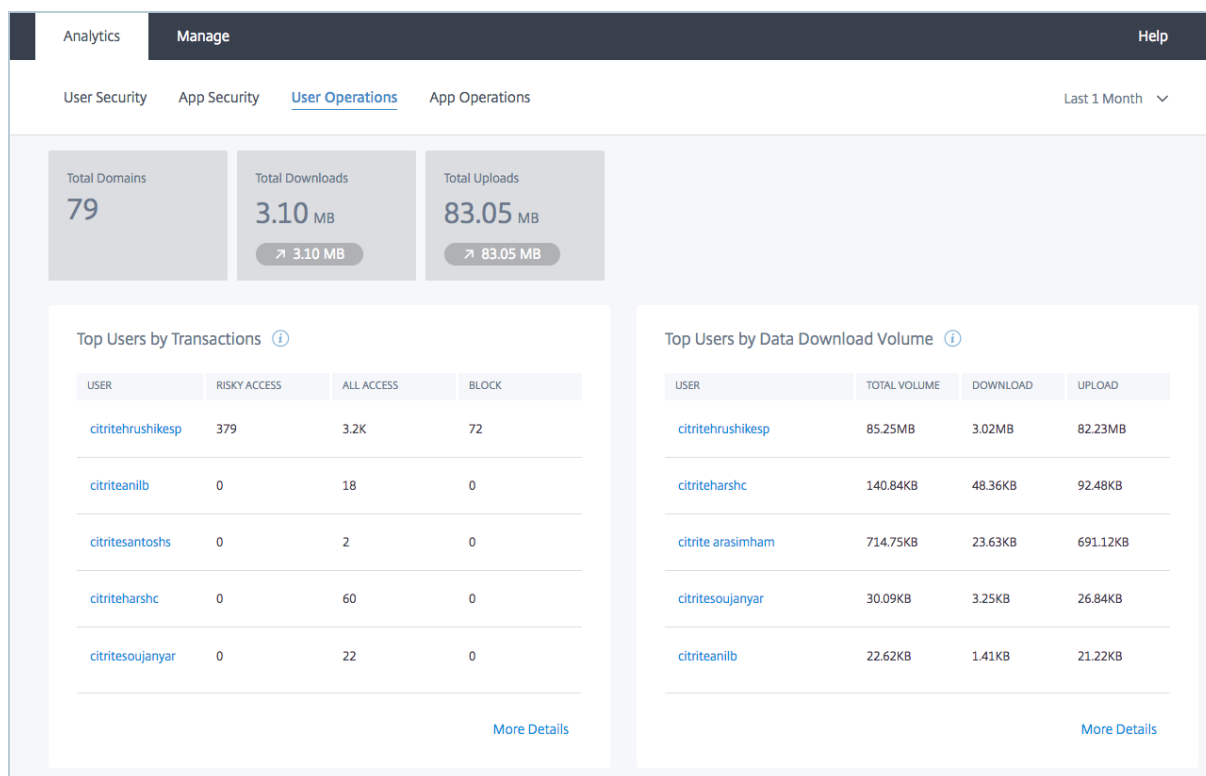 Analytics Manage Help
User Security App Security User Operations App Operations Last 1 Month
Total Domains
79
Total Downloads
3.10 MB
3.10 MB
Total Uploads
83.05 MB
83.05 MB
Top Users by Transactions
USER RISKY ACCESS ALL ACCESS BLOCK
citritehrushikesp 379 3.2K 72
citriteanilb 0 18 0
citritesantoshs 0 2 0
citriteharshc 0 60 0
citritesoujanyar 0 22 0
More Details
Top Users by Data Download Volume
USER TOTAL VOLUME DOWNLOAD UPLOAD
citritehrushikesp 85.25MB 3.02MB 82.23MB
citriteharshc 140.84KB 48.36KB 92.48KB
citrite arasimham 714.75KB 23.63KB 691.12KB
citritesoujanyar 30.09KB 3.25KB 26.84KB
citriteanilb 22.62KB 1.41KB 21.22KB
More Details